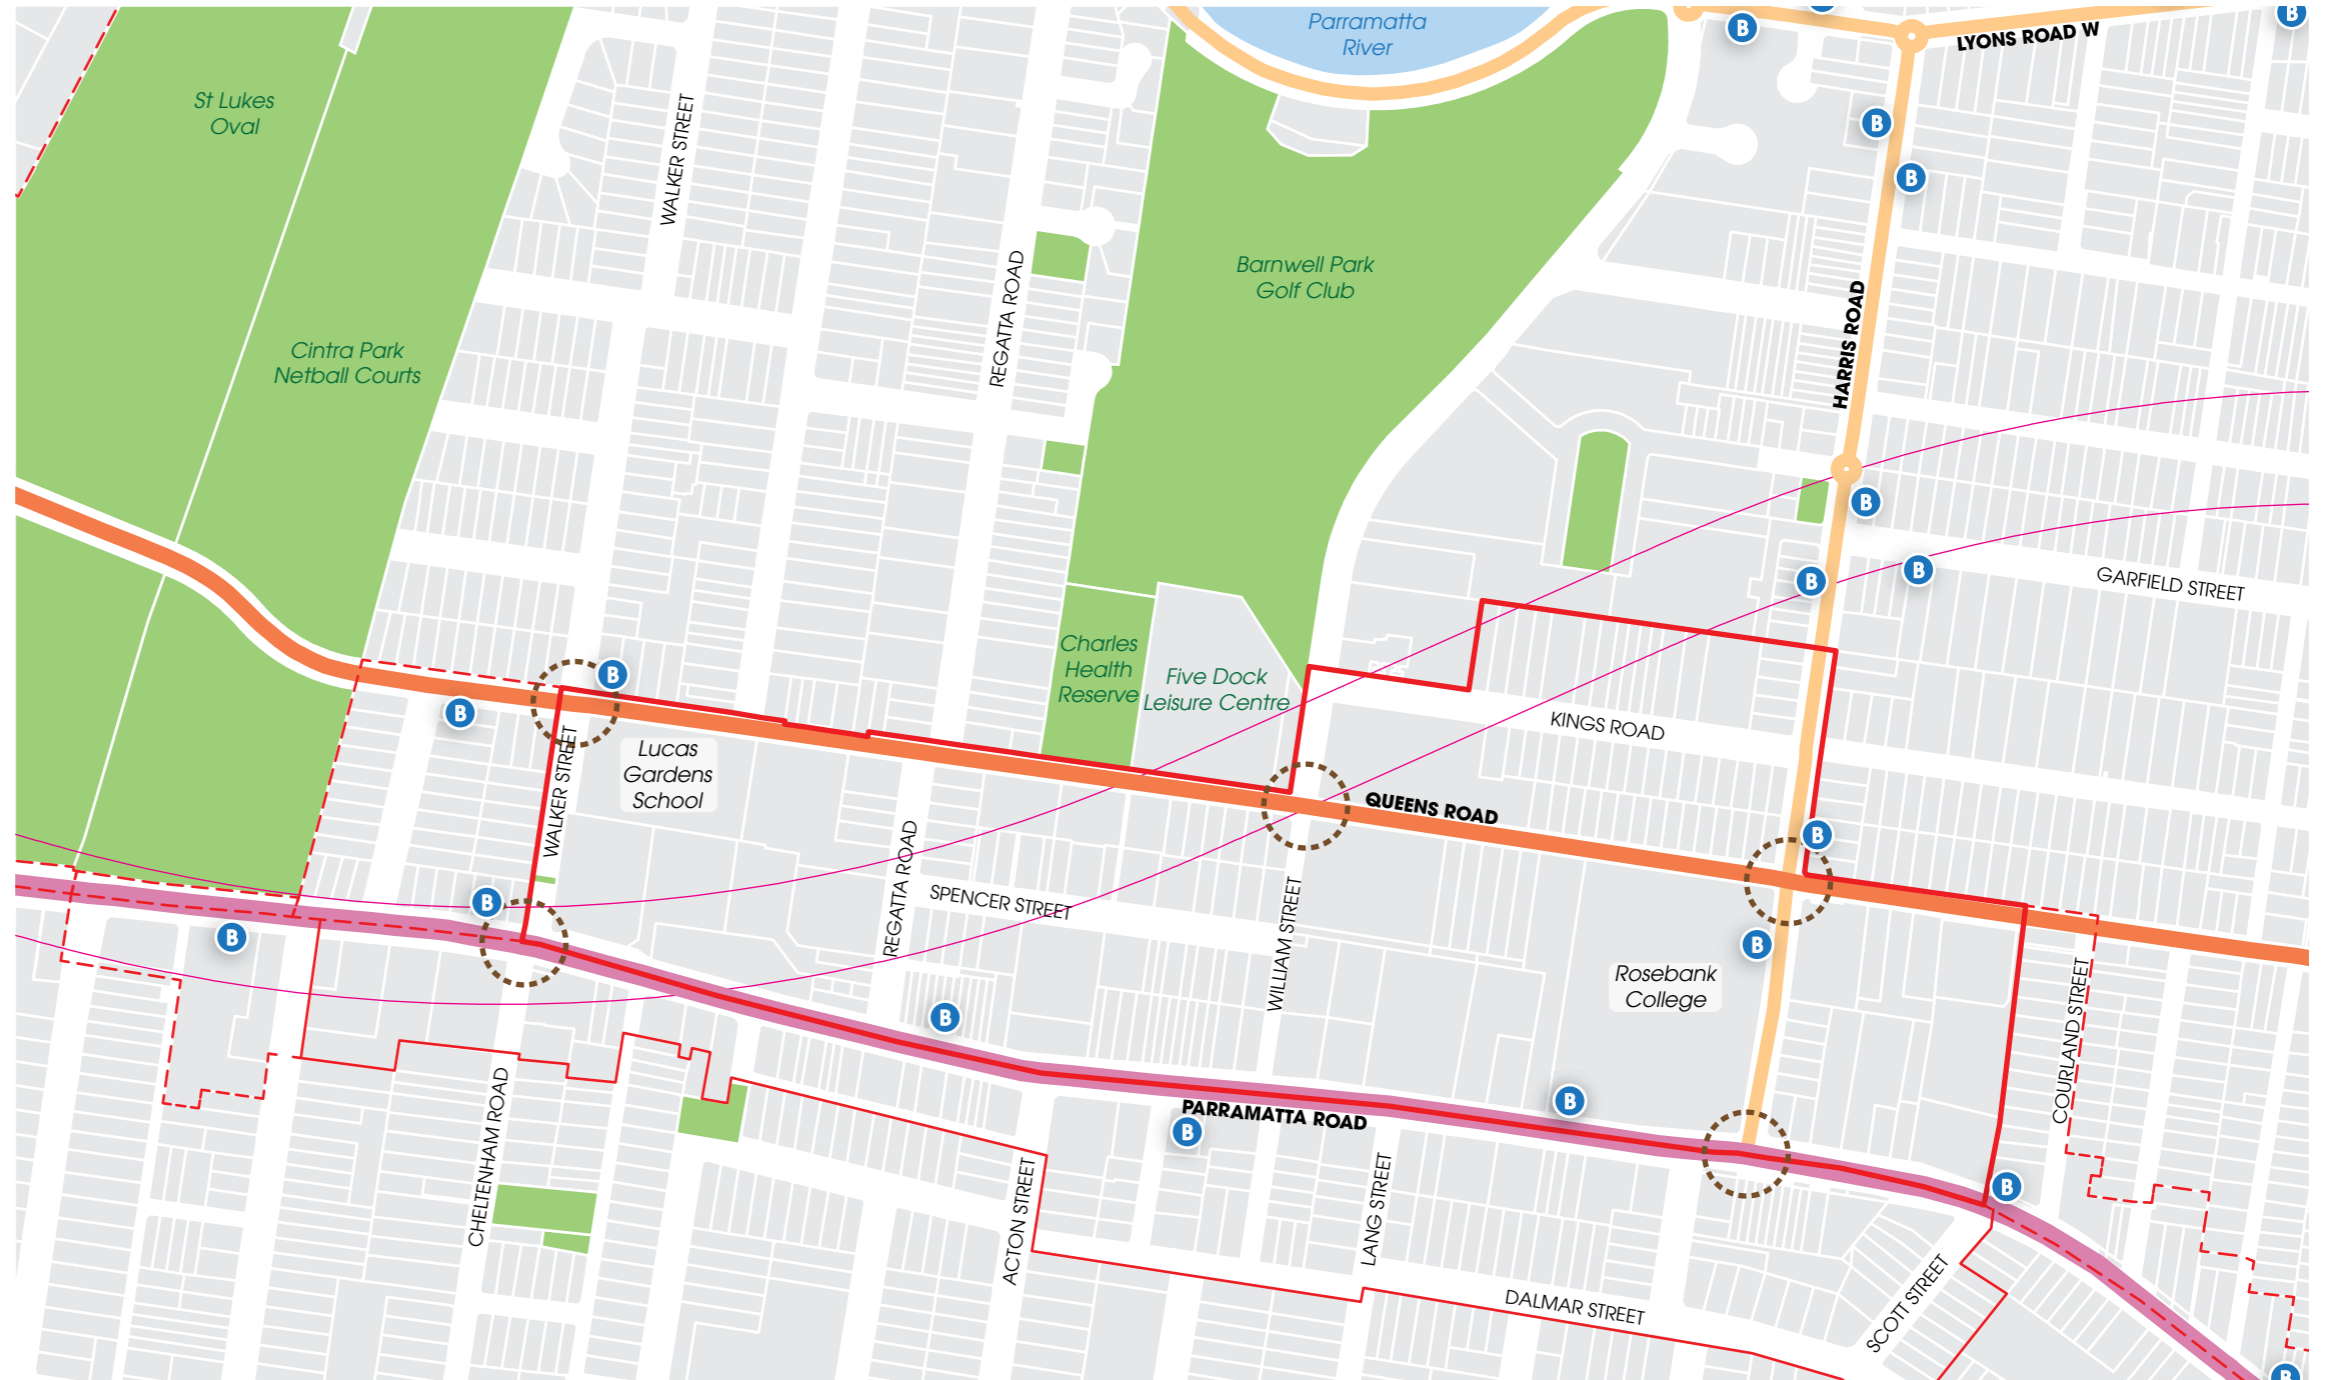 Parramatta
River
B
B
LYONS ROAD W
St Lukes
Oval
WALKER STREET
B
B
Barnwell Park
Golf Club
REGATTA ROAD
HARRIS ROAD
Cintra Park
Netball Courts
B
B
B
GARFIELD STREET
Charles
Health
Reserve
Five Dock
Leisure Centre
B
B
KINGS ROAD
WALKER STREET
Lucas
Gardens
School
QUEENS ROAD
B
REGATTA ROAD
SPENCER STREET
WILLIAM STREET
B
B
B
Rosebank
College
COURLAND STREET
B
CHELTENHAM ROAD
PARRAMATTA ROAD
B
B
ACTON STREET
LANG STREET
B
DALMAR STREET
SCOTT STREET
B